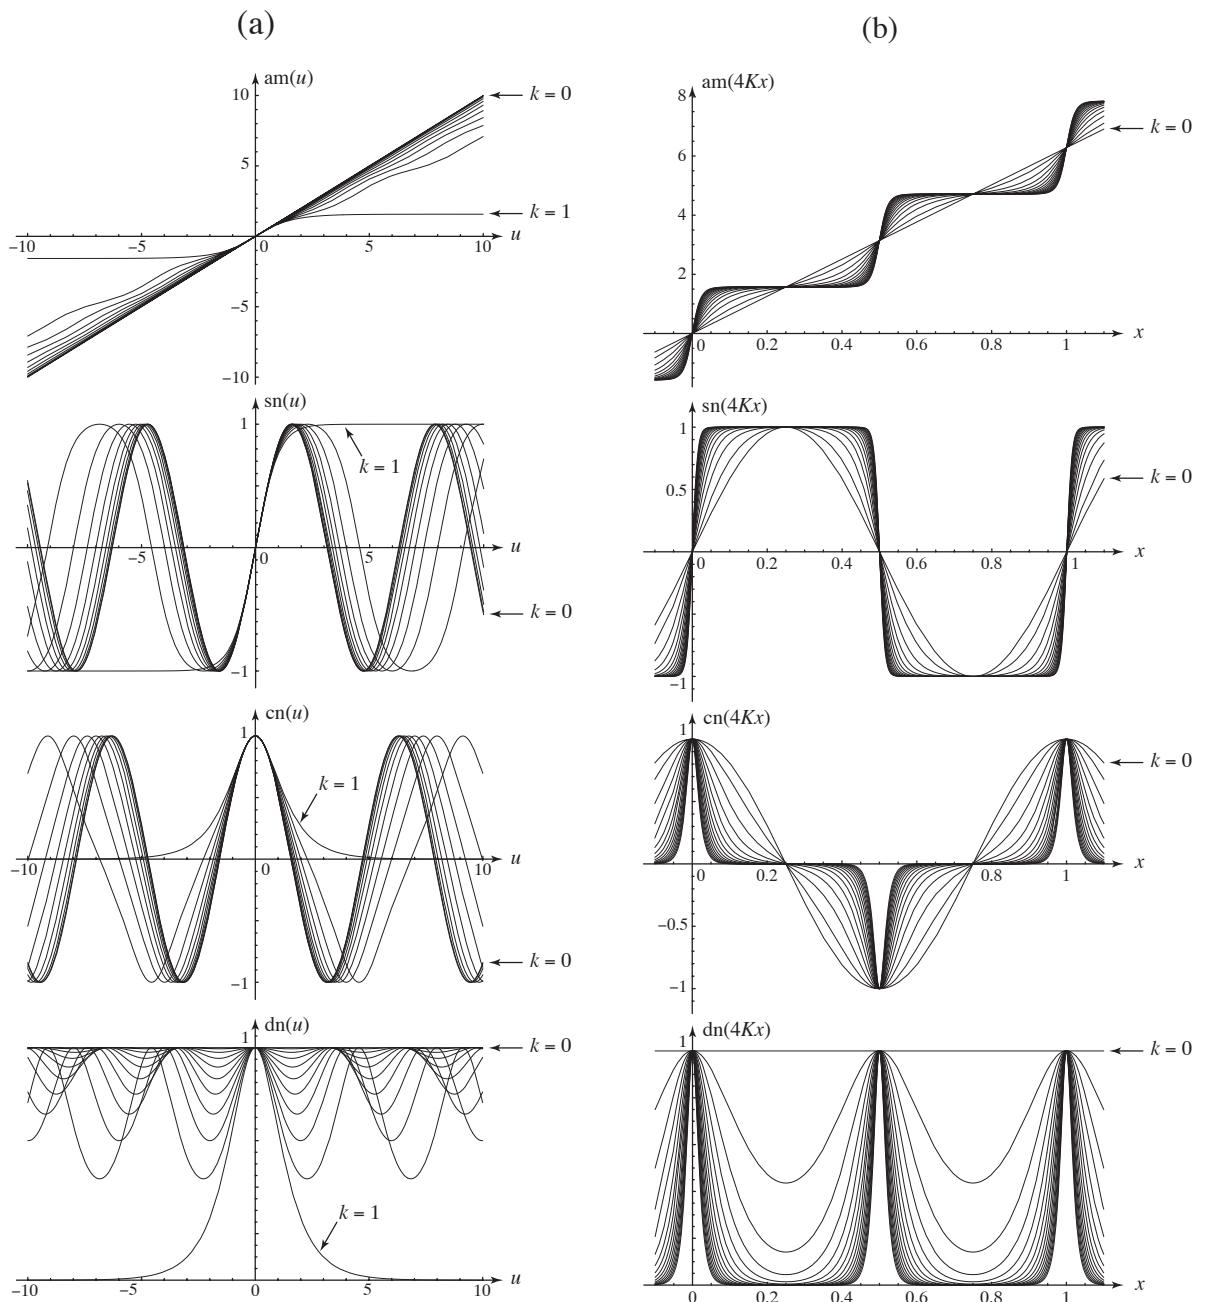 (a)
am(u)
10
k = 0
5
k = 1
−10
−5
0
5
10
u
−5
−10
sn(u)
1
k = 1
−5
0
5
u
k = 0
−1
cn(u)
1
k = 1
−10
0
10
u
k = 0
−1
dn(u)
1
k = 0
k = 1
−10
−5
0
5
10
u
(b)
am(4Kx)
8
k = 0
6
4
2
0
0.2
0.4
0.6
0.8
1
x
sn(4Kx)
1
k = 0
0.5
0
0.2
0.4
0.6
0.8
1
x
−1
cn(4Kx)
1
k = 0
0
0.2
0.8
1
x
−0.5
−1
dn(4Kx)
1
k = 0
x
0
0.2
0.4
0.6
0.8
1